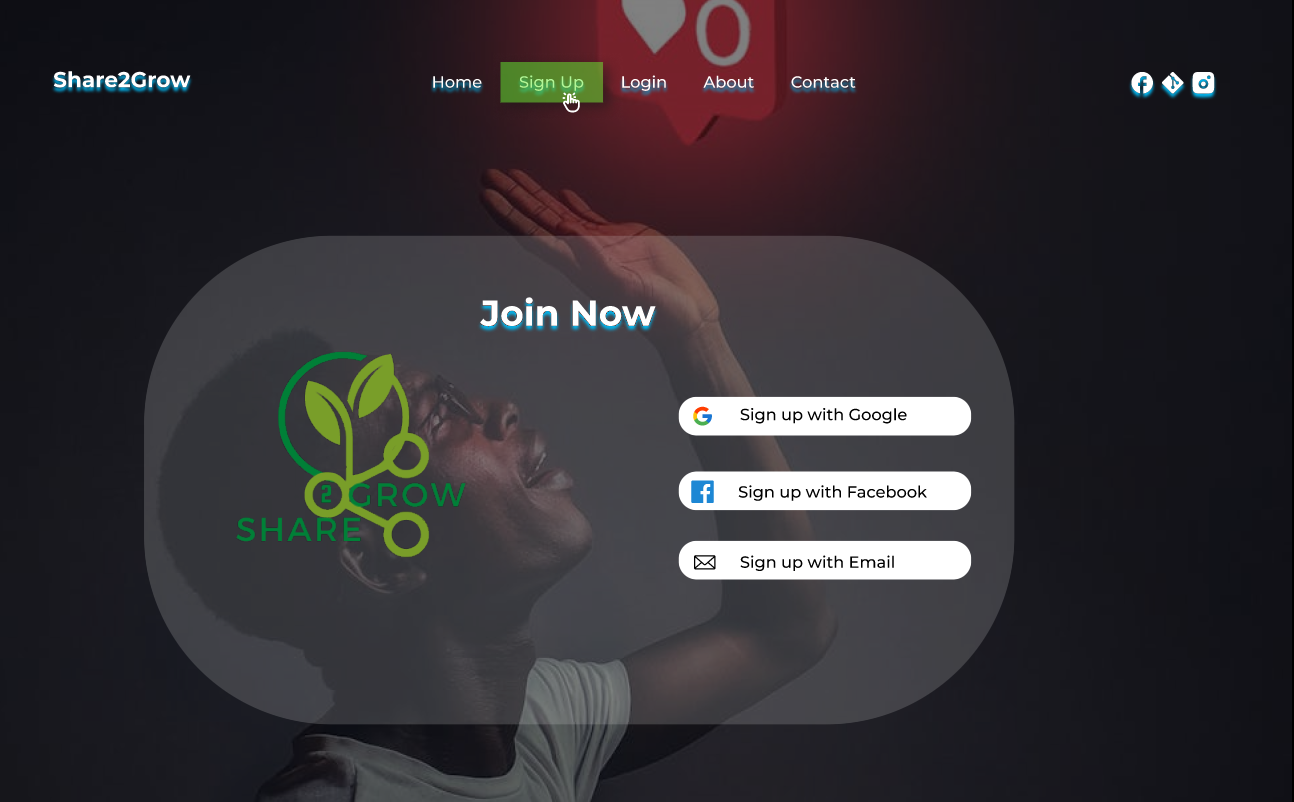 0
Share2Grow
Home Sign Up Login About Contact
Join Now
Sign up with Google
Sign up with Facebook
2 GROW
SHARE
Sign up with Email